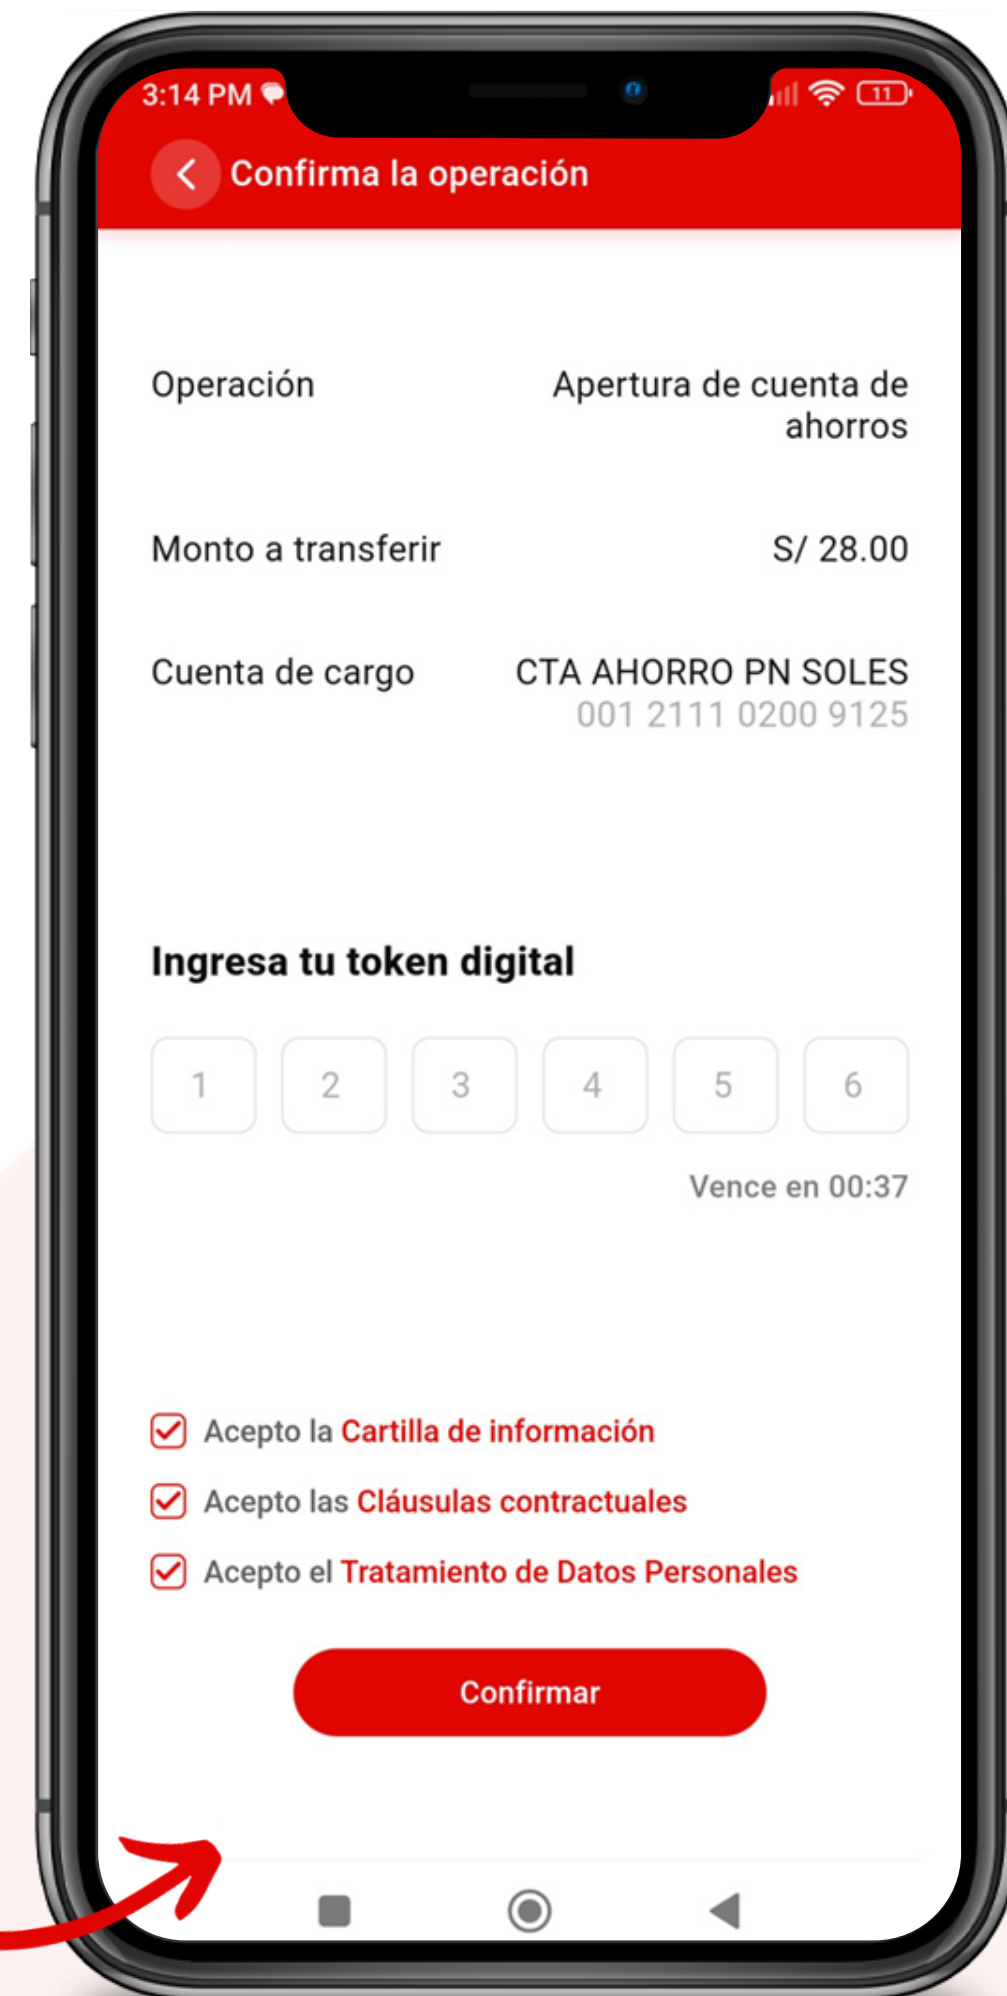 3:14 PM
11
Confirma la operación
Operación
Apertura de cuenta de
ahorros
Monto a transferir
S/ 28.00
Cuenta de cargo
CTA AHORRO PN SOLES
001 2111 0200 9125
Ingresa tu token digital
1 2 3 4 5 6
Vence en 00:37
Acepto la Cartilla de información
Acepto las Cláusulas contractuales
Acepto el Tratamiento de Datos Personales
Confirmar